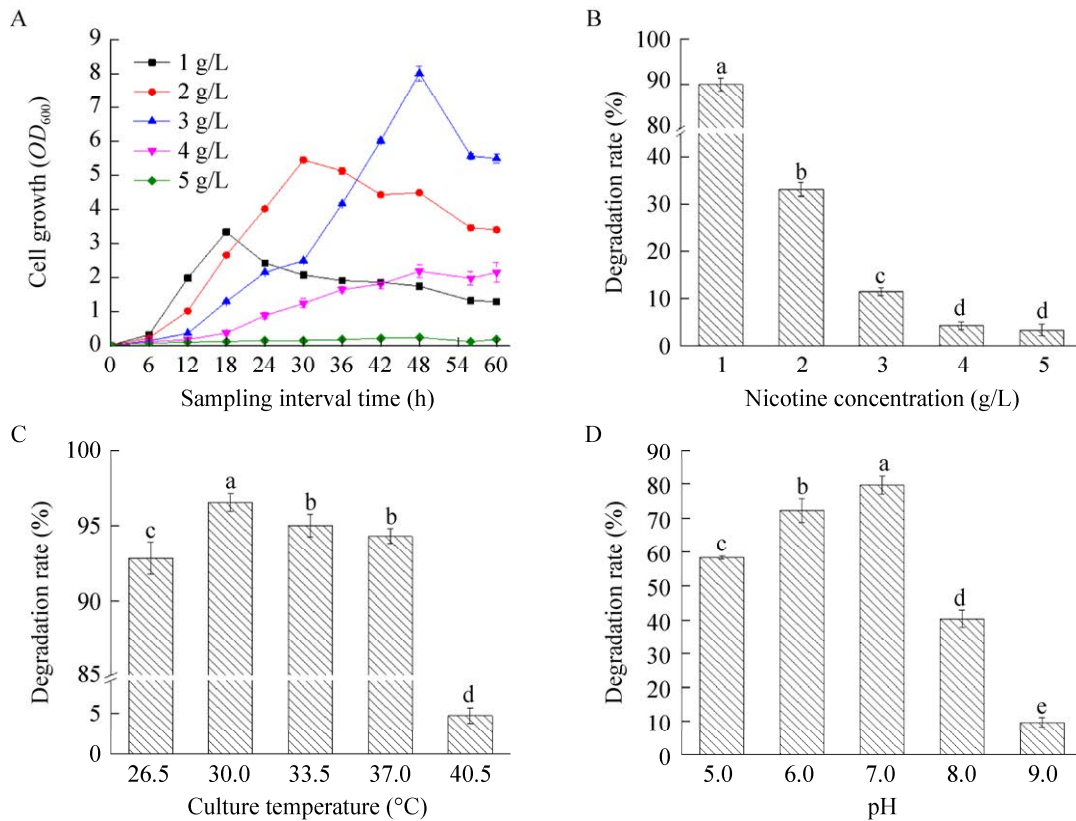 A
9
8
7
6
5
4
3
2
1
0
1 g/L
2 g/L
3 g/L
4 g/L
5 g/L
Cell growth (OD600)
0 6 12 18 24 30 36 42 48 54 60
Sampling interval time (h)
B
100
90
80
30
20
10
0
a
b
c
d
d
Degradation rate (%)
1 2 3 4 5
Nicotine concentration (g/L)
C
100
95
90
85
5
0
c
a
b
b
d
Degradation rate (%)
26.5 30.0 33.5 37.0 40.5
Culture temperature (°C)
D
90
80
70
60
50
40
30
20
10
0
c
b
a
d
e
Degradation rate (%)
5.0 6.0 7.0 8.0 9.0
pH